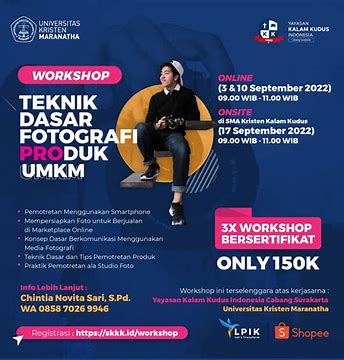 UNIVERSITAS
KRISTEN
MARANATHA
YAYASAN
KALAM KUDUS
INDONESIA
WORKSHOP
TEKNIK
DASAR
FOTOGRAFI
PRODUK
UMKM
ONLINE
(3 & 10 September 2022)
09.00 WIB - 11.00 WIB
ONSITE
di SMA Kristen Kalam Kudus
(17 September 2022)
09.00 WIB - 11.00 WIB
• Pemotretan Menggunakan Smartphone
• Mempersiapkan Foto untuk Berjualan
di Marketplace Online
• Konsep Dasar Berkomunikasi Menggunakan
Media Fotografi
• Teknik Dasar dan Tips Pemotretan Produk
• Praktik Pemotretan ala Studio Foto
3X WORKSHOP
BERSERTIFIKAT
ONLY 150K
Info Lebih Lanjut :
Chintia Novita Sari, S.Pd.
WA 0858 7026 9946
Workshop ini terselenggara atas kerjasama :
Yayasan Kalam Kudus Indonesia Cabang Surakarta
Universitas Kristen Maranatha
Registrasi : https://skkk.id/workshop
LPIK
Shopee